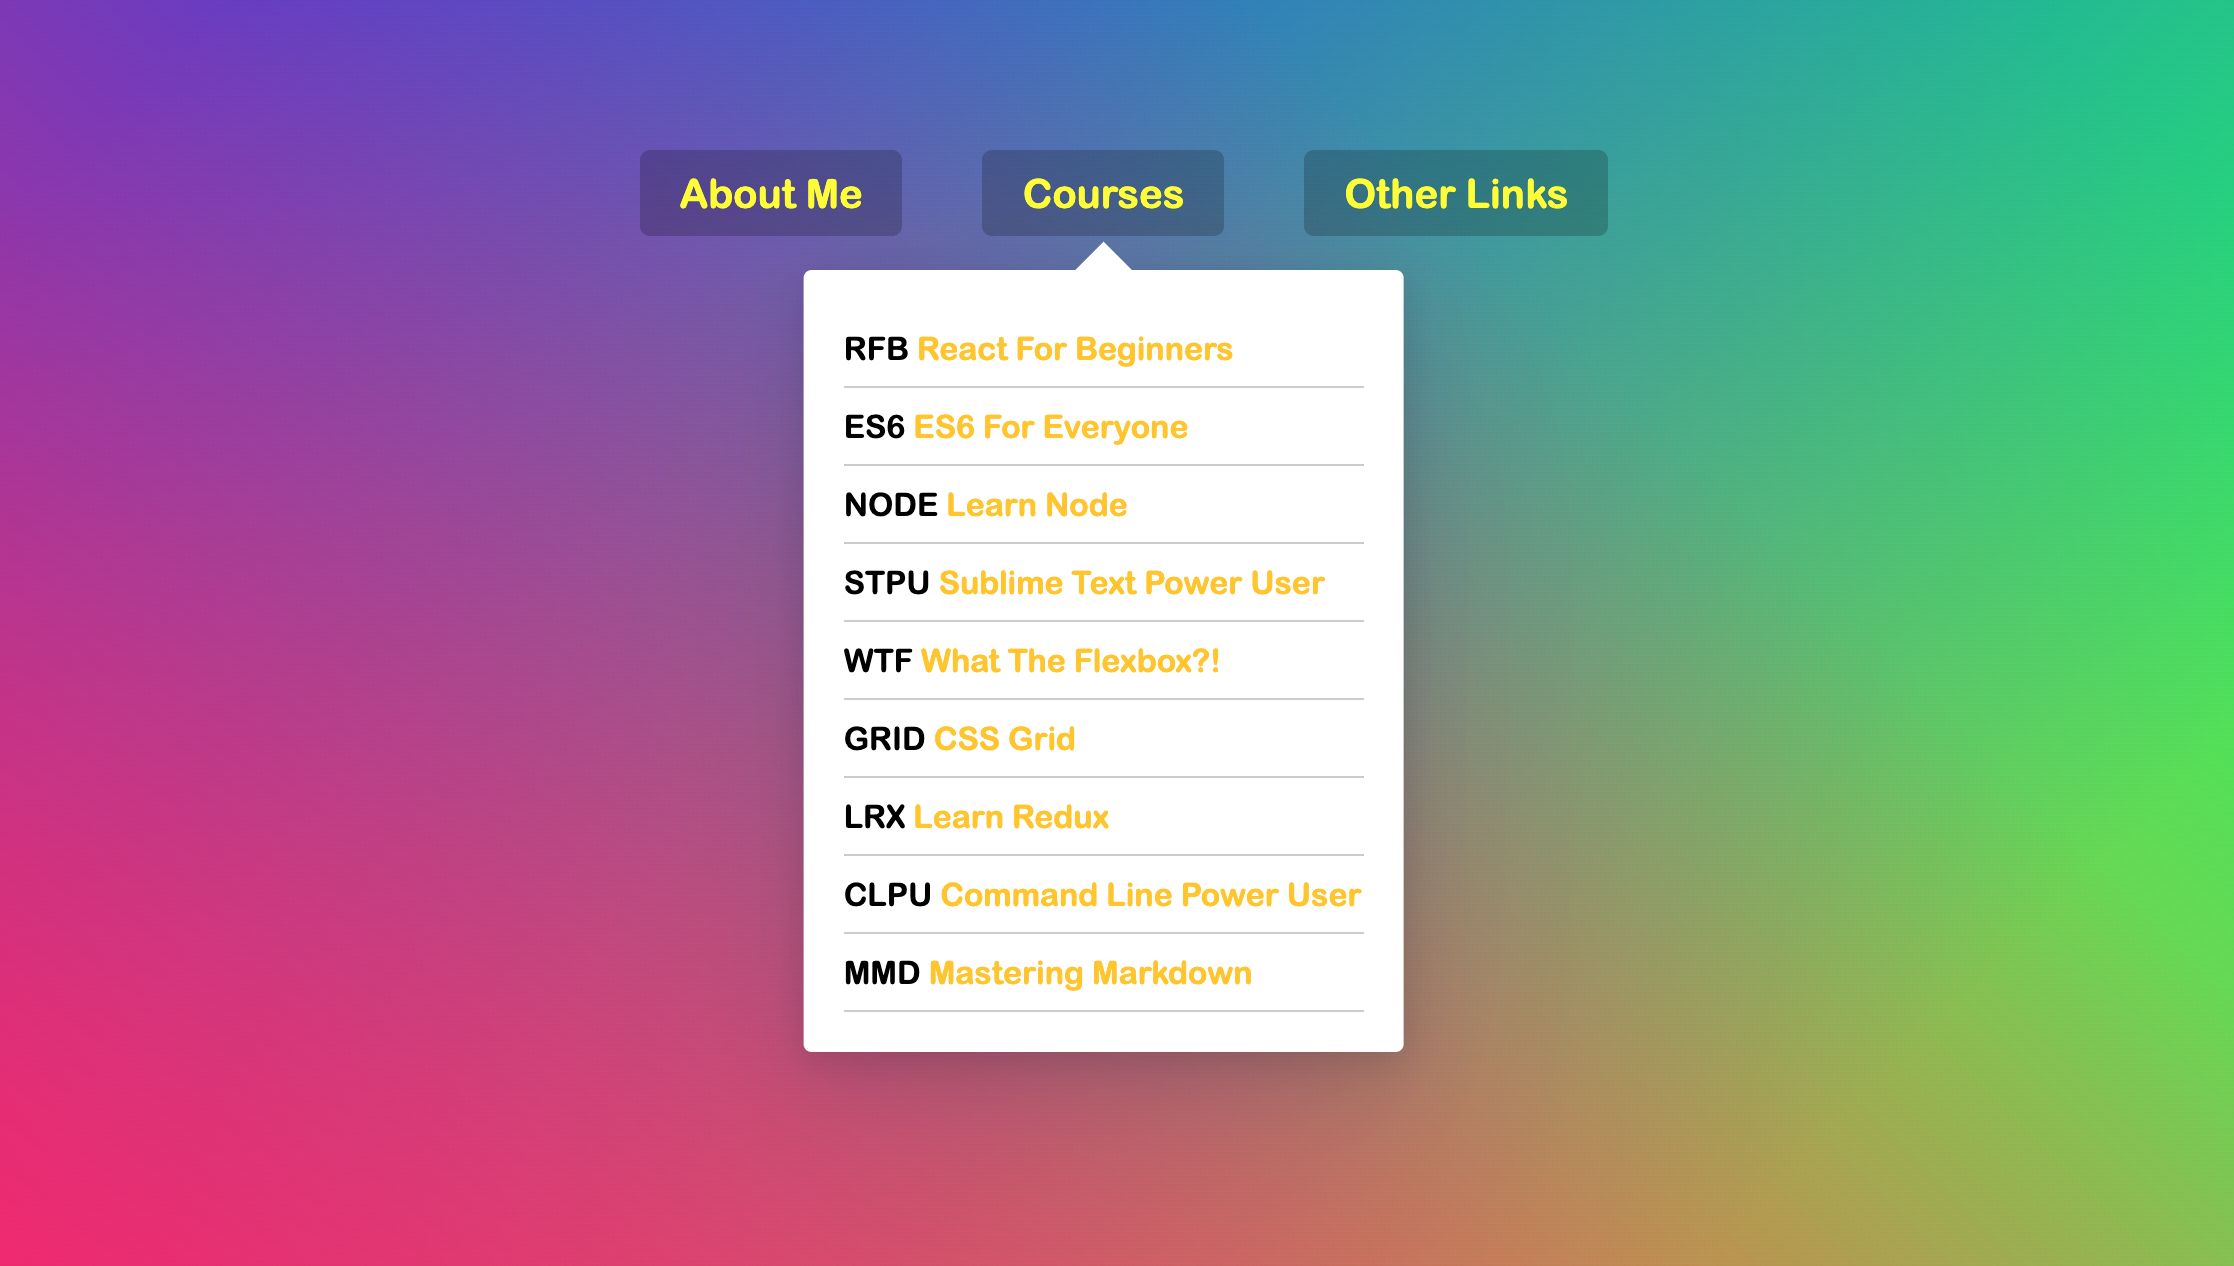 About Me
Courses
Other Links
RFB React For Beginners
ES6 ES6 For Everyone
NODE Learn Node
STPU Sublime Text Power User
WTF What The Flexbox?!
GRID CSS Grid
LRX Learn Redux
CLPU Command Line Power User
MMD Mastering Markdown